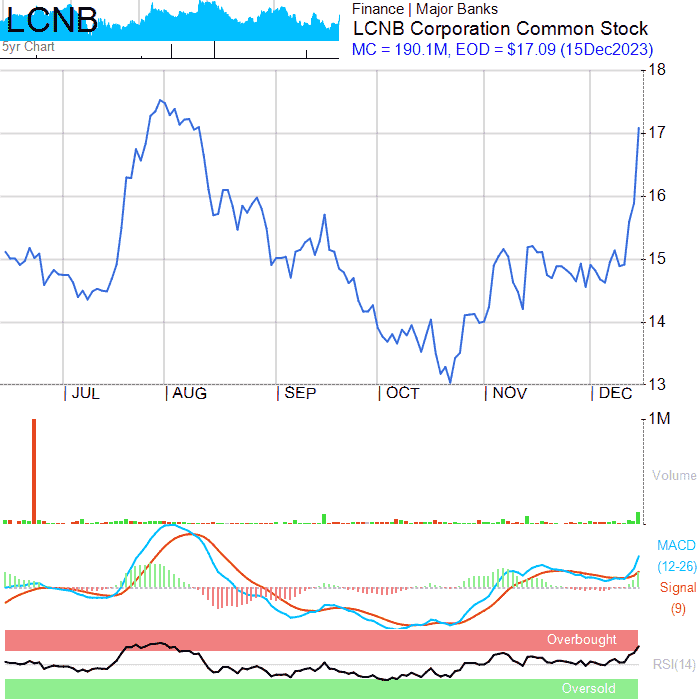 LCNB
5yr Chart
Finance | Major Banks
LCNB Corporation Common Stock
MC = 190.1M, EOD = $17.09 (15Dec2023)
18
17
16
15
14
13
JUL AUG SEP OCT NOV DEC
1M
Volume
MACD
(12-26)
Signal
(9)
Overbought
RSI(14)
Oversold